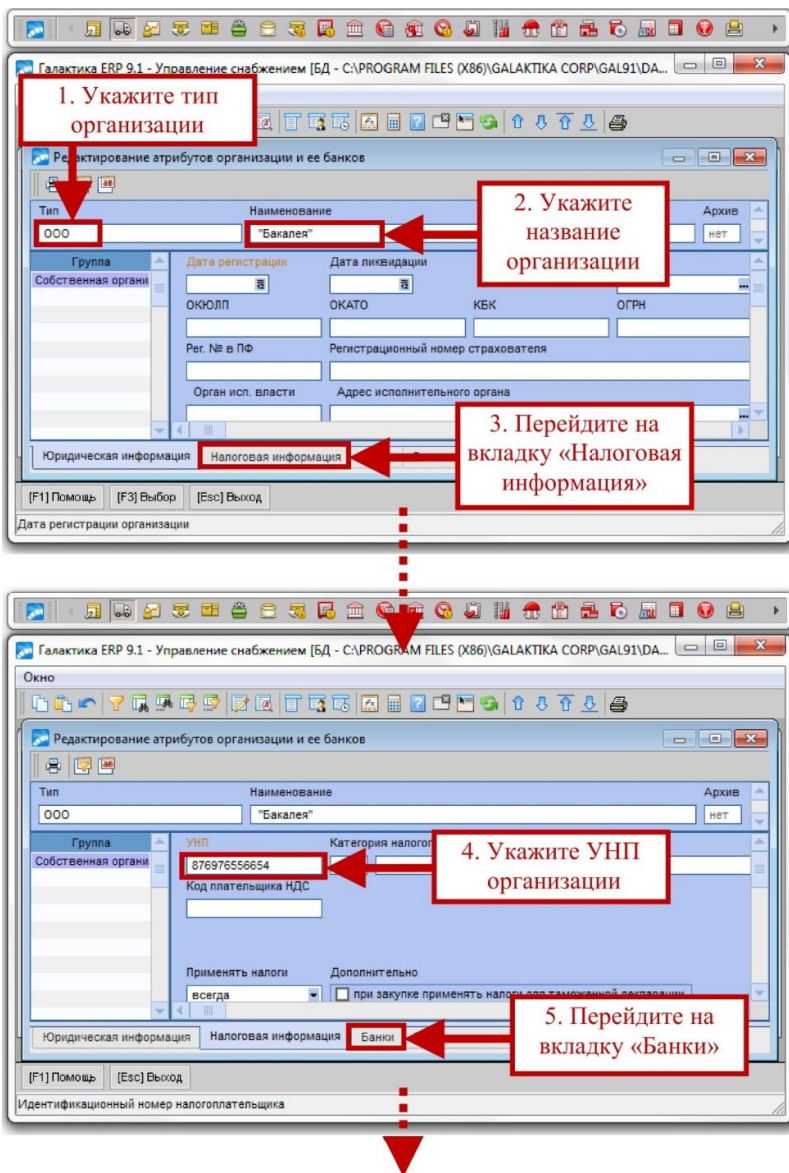 Галактика ERP 9.1 - Управление снабжением [БД - C:\PROGRAM FILES (X86)\GALAKTIKA CORP\GAL91\DA...
1. Укажите тип
организации
Редактирование атрибутов организации и ее банков
Тип Наименование Архив
ООО "Бакалея" нет
2. Укажите
название
организации
Группа Дата регистрации Дата ликвидации
Собственная органи
ОКЮЛП ОКАТО КБК ОГРН
Рег. № в ПФ Регистрационный номер страхователя
Орган исп. власти Адрес исполнительного органа
3. Перейдите на
вкладку «Налоговая
информация»
Юридическая информация Налоговая информация
[F1] Помощь [F3] Выбор [Esc] Выход
Дата регистрации организации
Галактика ERP 9.1 - Управление снабжением [БД - C:\PROGRAM FILES (X86)\GALAKTIKA CORP\GAL91\DA...
Окно
Редактирование атрибутов организации и ее банков
Тип Наименование Архив
ООО "Бакалея" нет
Группа УНП Категория налогоп
Собственная органи 876976556654
4. Укажите УНП
организации
Код плательщика НДС
Применять налоги Дополнительно
всегда при закупке применять налоги для таможенной декларации
5. Перейдите на
вкладку «Банки»
Юридическая информация Налоговая информация Банки
[F1] Помощь [Esc] Выход
Идентификационный номер налогоплательщика